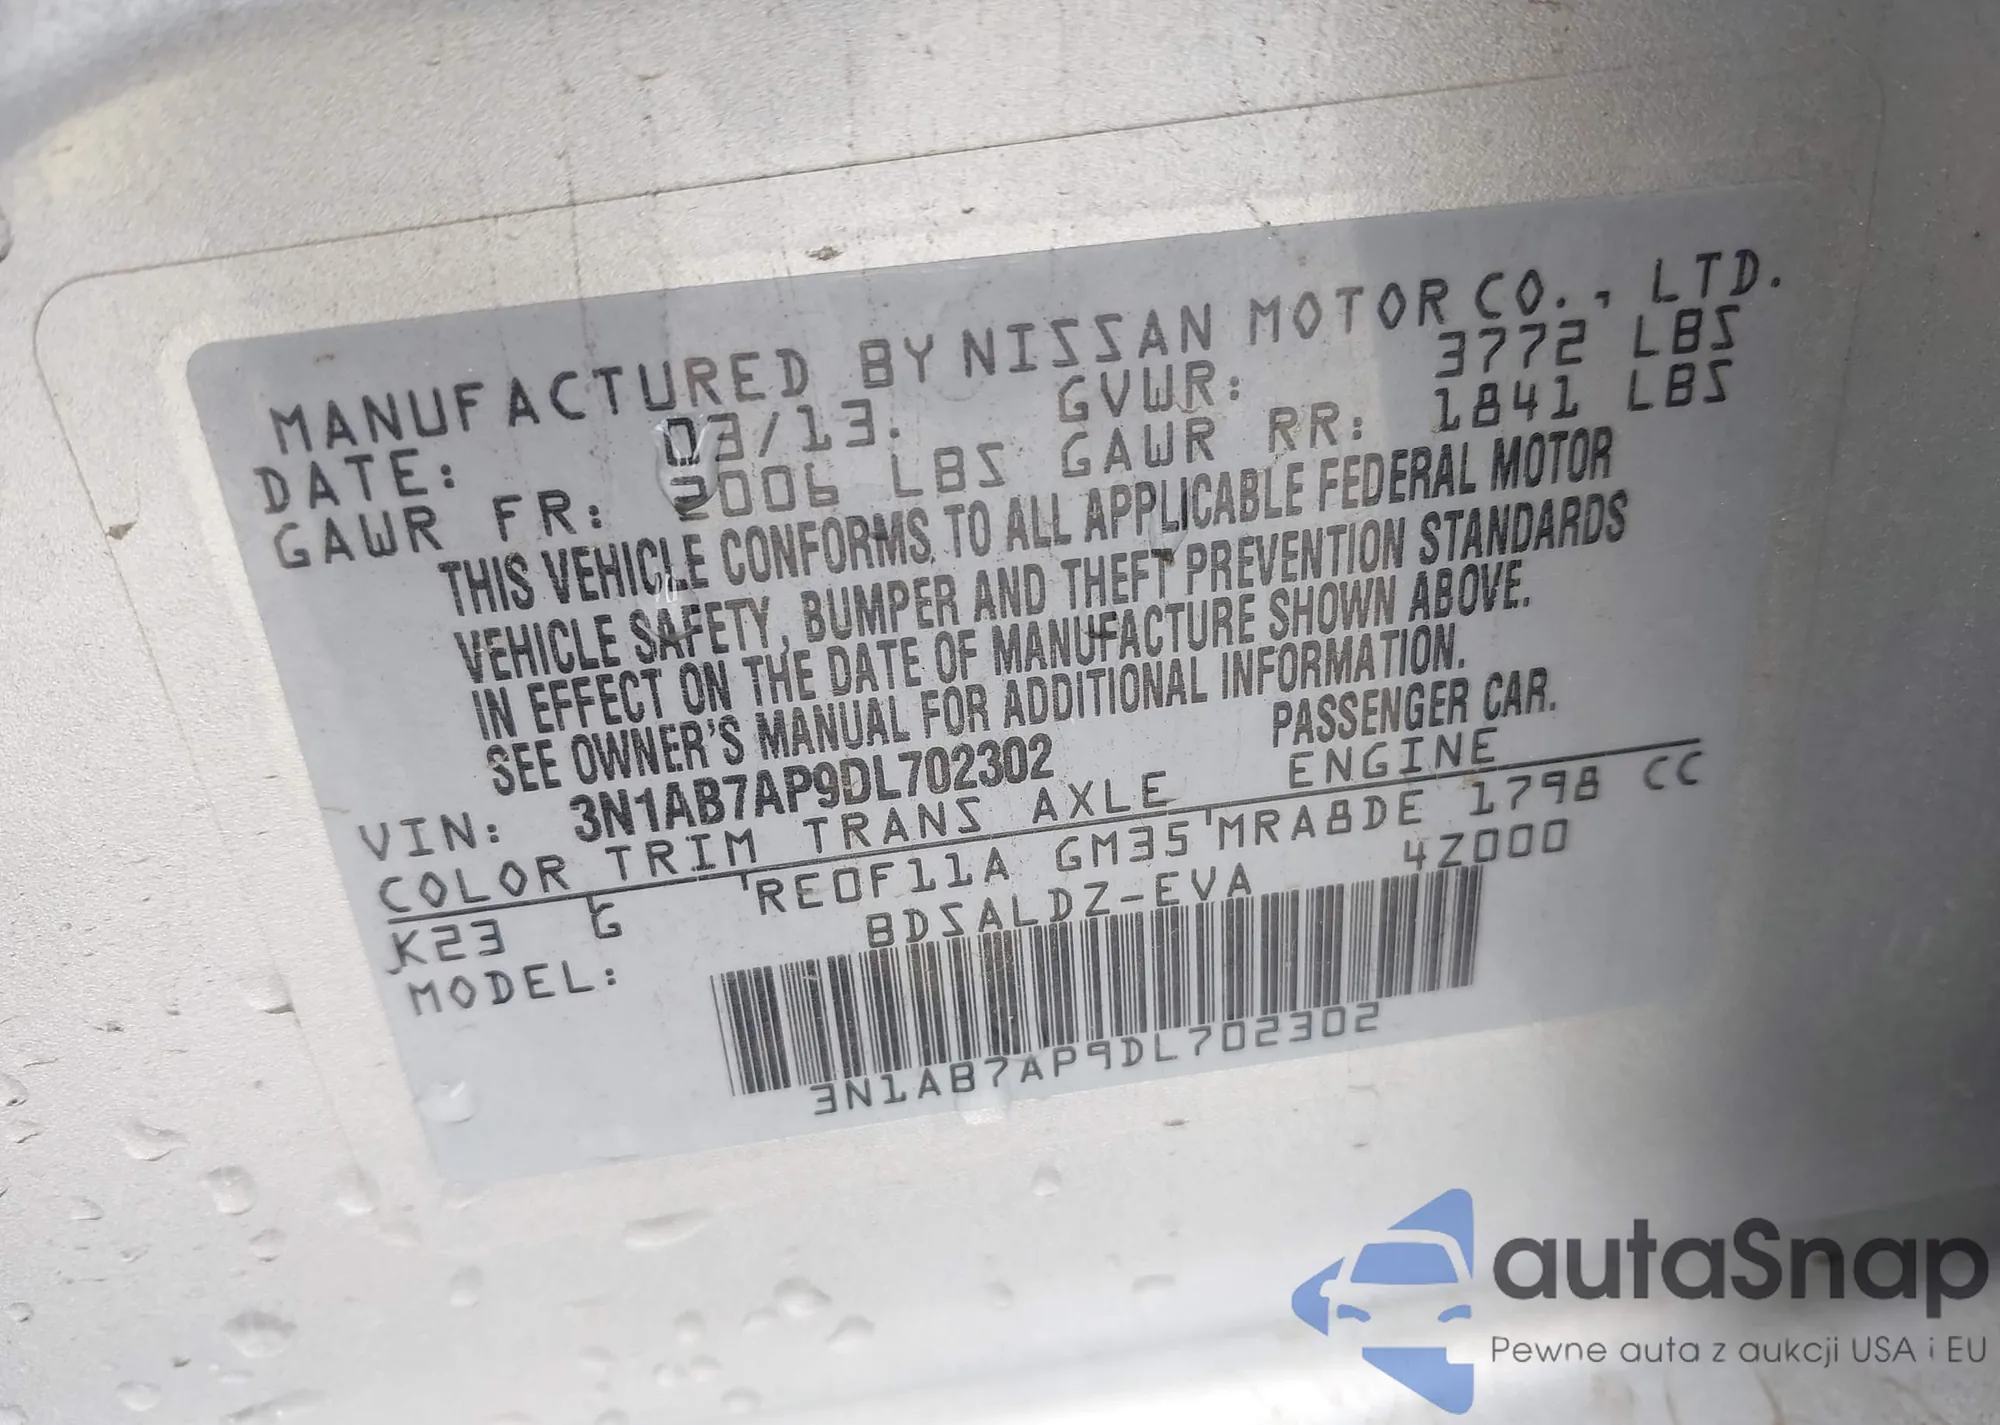 MANUFACTURED BY NISSAN MOTOR CO., LTD.
DATE: 03/13. GVWR: 3772 LBS
GAWR FR: 2006 LBS GAWR RR: 1841 LBS
THIS VEHICLE CONFORMS TO ALL APPLICABLE FEDERAL MOTOR
VEHICLE SAFETY, BUMPER AND THEFT PREVENTION STANDARDS
IN EFFECT ON THE DATE OF MANUFACTURE SHOWN ABOVE.
SEE OWNER'S MANUAL FOR ADDITIONAL INFORMATION.
VIN: 3N1AB7AP9DL702302 PASSENGER CAR.
COLOR TRIM TRANS AXLE ENGINE
K23 G RE0F11A GM35 MRA8DE 1798 CC
MODEL: BDSALDZ-EVA 4Z000
3N1AB7AP9DL702302
autaSnap
Pewne auta z aukcji USA i EU